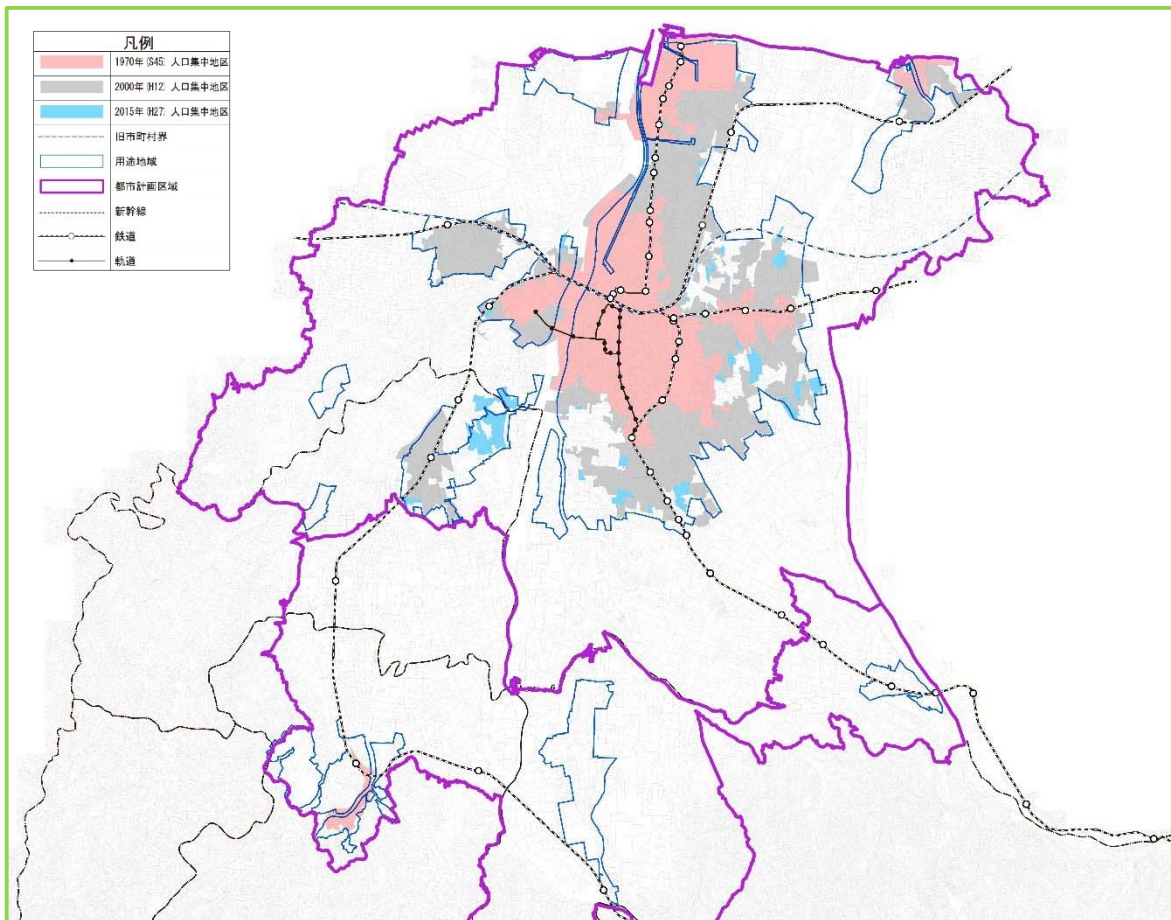 凡例
1970年(S45) 人口集中地区
2000年(H12) 人口集中地区
2015年(H27) 人口集中地区
旧市町村界
用途地域
都市計画区域
新幹線
鉄道
軌道